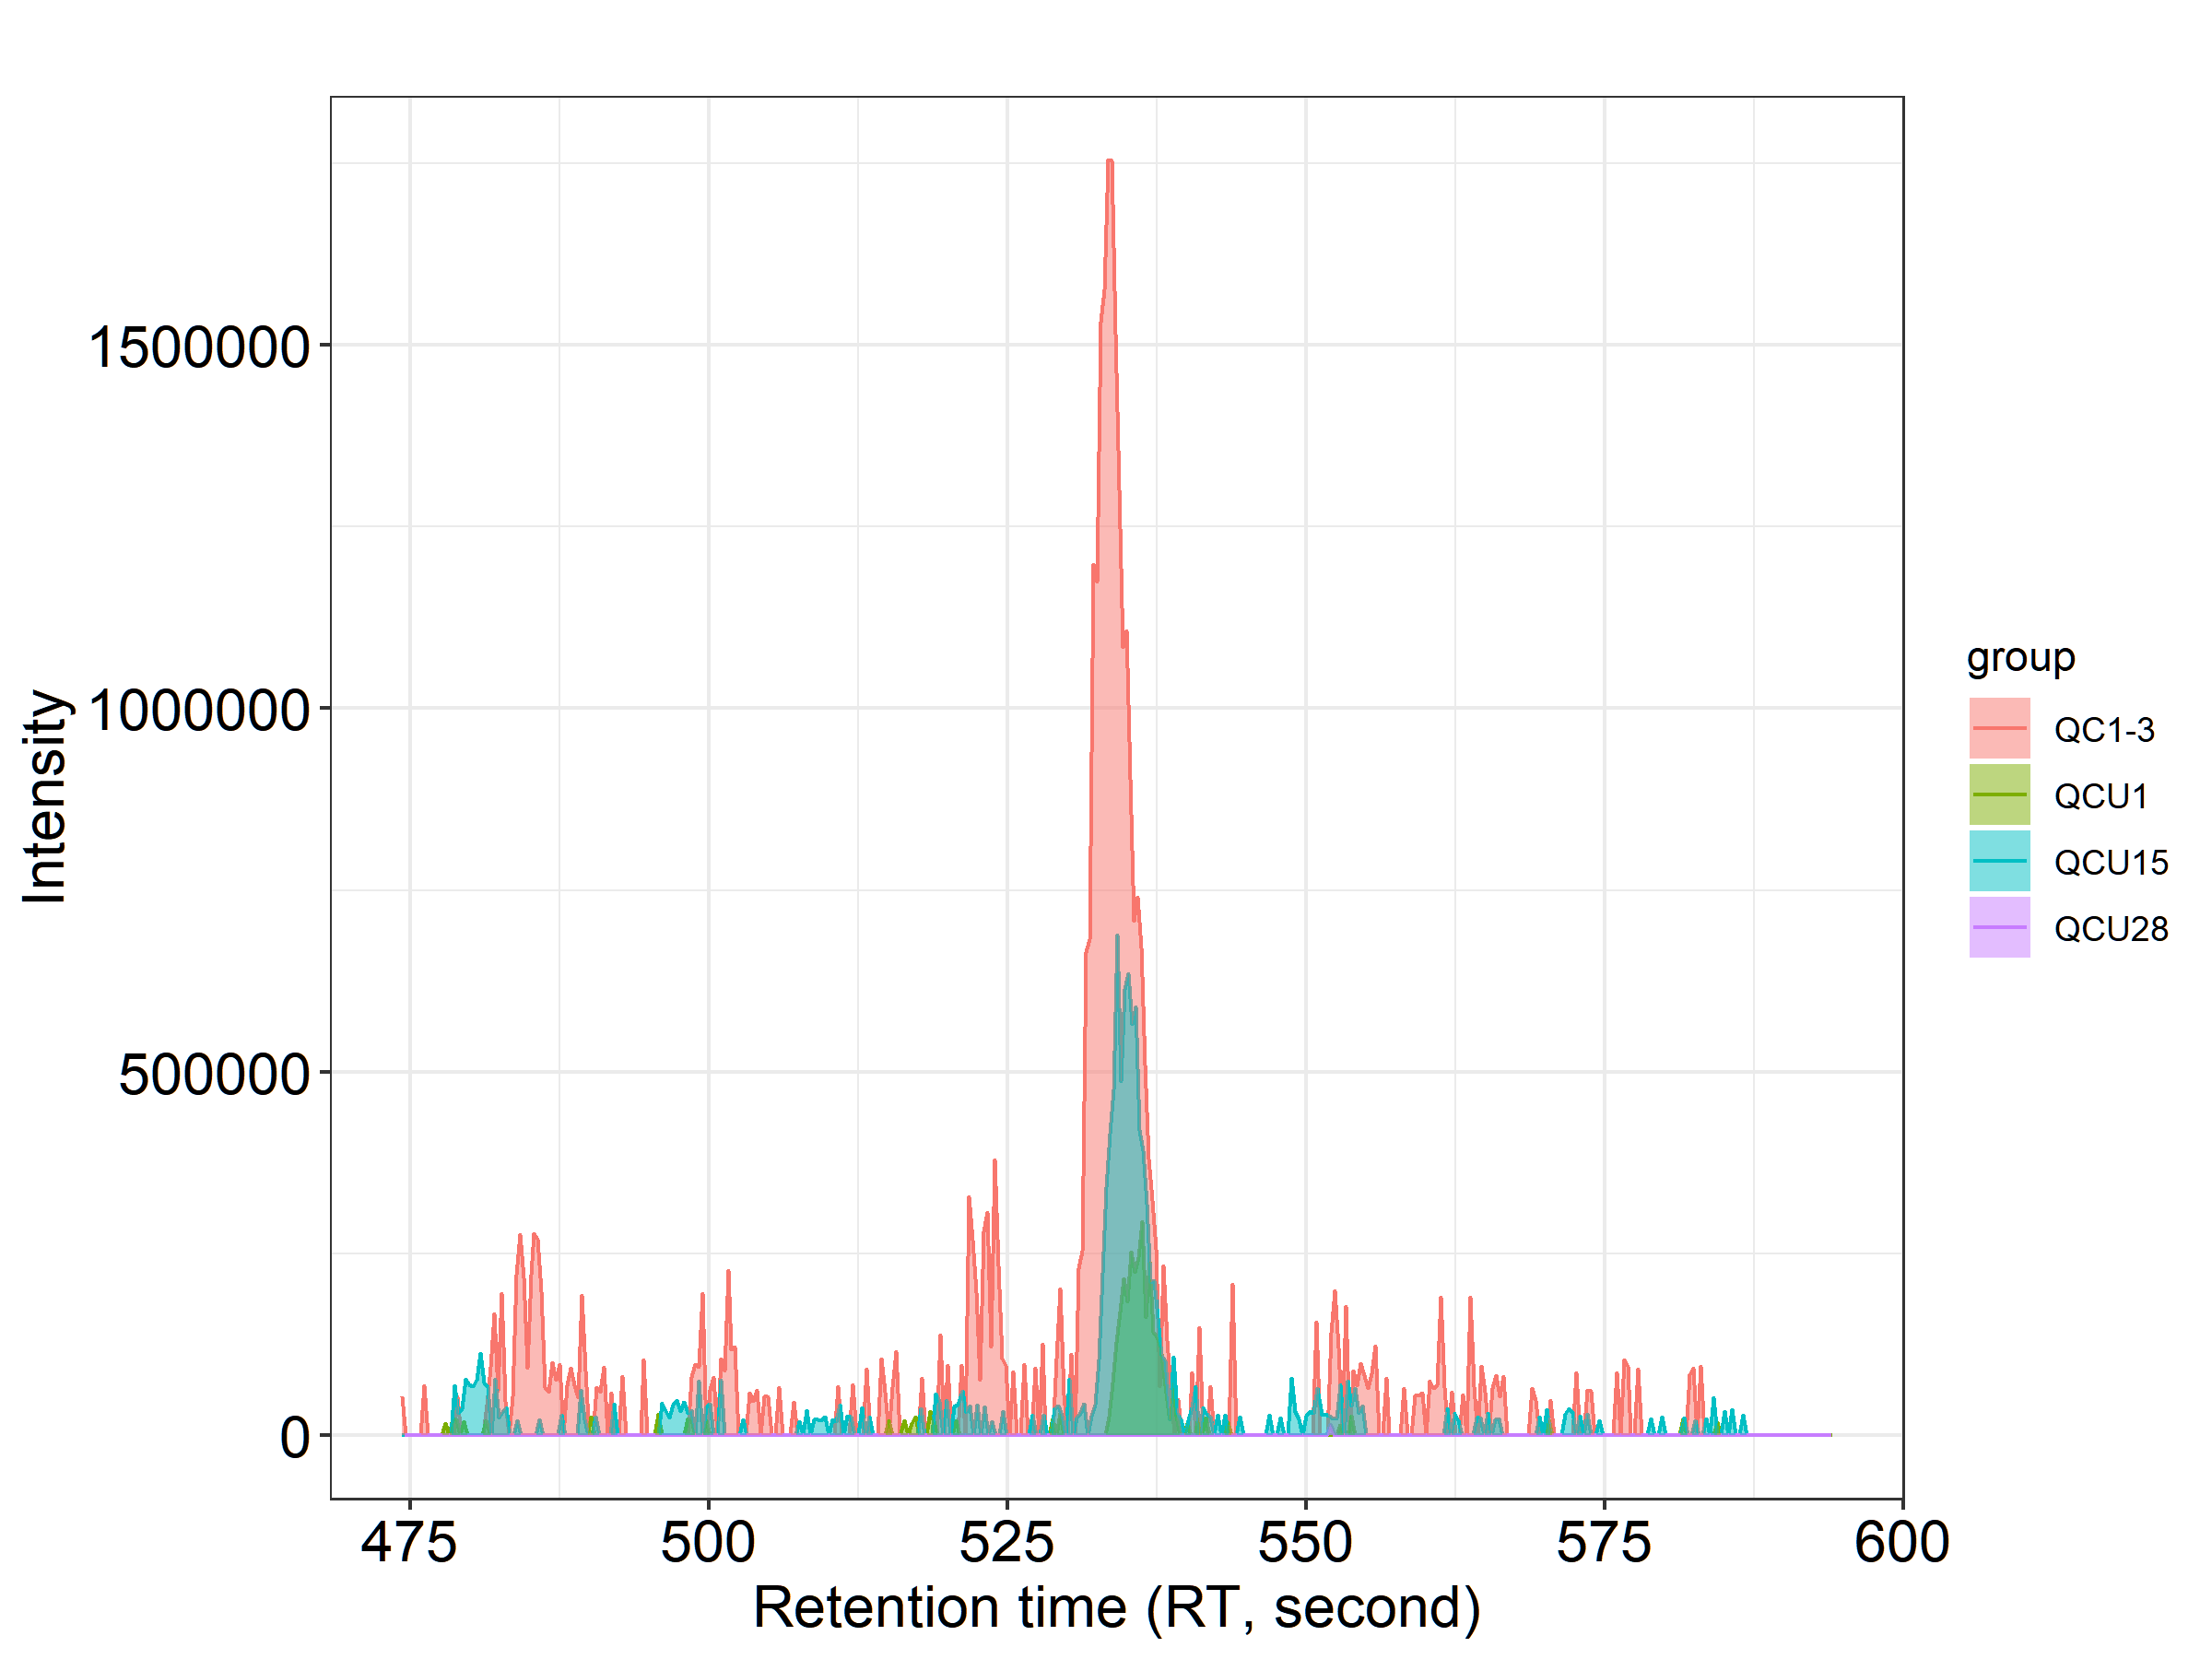 Intensity
1500000
1000000
500000
0
475 500 525 550 575 600
Retention time (RT, second)
group
QC1-3
QCU1
QCU15
QCU28